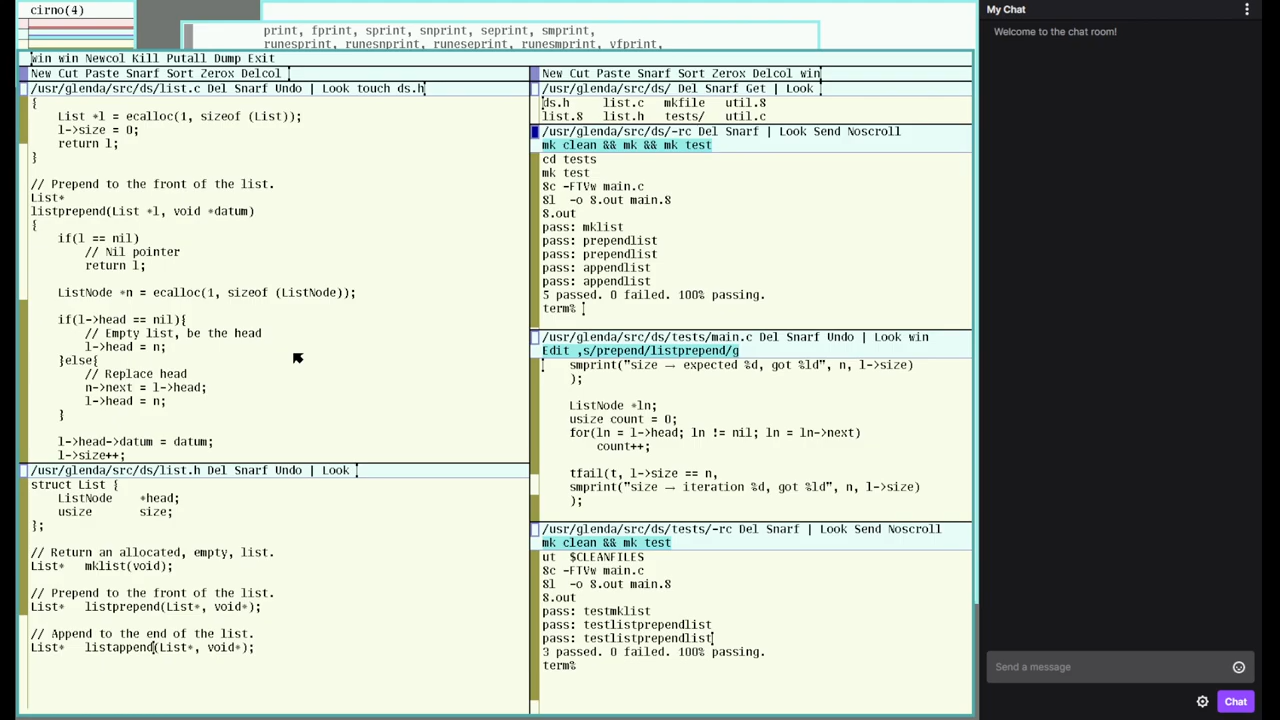 cirno(4)
print, fprint, sprint, snprint, seprint, smprint,
runesprint, runesnprint, runeseprint, runesmprint, vfprint,
win win Newcol Kill Putall Dump Exit
New Cut Paste Snarf Sort Zerox Delcol
/usr/glenda/src/ds/list.c Del Snarf Undo | Look touch ds.h
{
List *l = ecalloc(1, sizeof (List));
l->size = 0;
return l;
}
// Prepend to the front of the list.
List*
listprepend(List *l, void *datum)
{
if(l == nil)
// Nil pointer
return l;
ListNode *n = ecalloc(1, sizeof (ListNode));
if(l->head == nil){
// Empty list, be the head
l->head = n;
}else{
// Replace head
n->next = l->head;
l->head = n;
}
l->head->datum = datum;
l->size++;
/usr/glenda/src/ds/list.h Del Snarf Undo | Look
struct List {
ListNode *head;
usize size;
};
// Return an allocated, empty, list.
List* mklist(void);
// Prepend to the front of the list.
List* listprepend(List*, void*);
// Append to the end of the list.
List* listappend(List*, void*);
New Cut Paste Snarf Sort Zerox Delcol win
/usr/glenda/src/ds/ Del Snarf Get | Look
ds.h list.c mkfile util.8
list.8 list.h tests/ util.c
/usr/glenda/src/ds/-rc Del Snarf | Look Send Noscroll
mk clean && mk && mk test
cd tests
mk test
8c -FTVw main.c
8l -o 8.out main.8
8.out
pass: mklist
pass: prependlist
pass: prependlist
pass: appendlist
pass: appendlist
5 passed. 0 failed. 100% passing.
term%
/usr/glenda/src/ds/tests/main.c Del Snarf Undo | Look win
Edit ,s/prepend/listprepend/g
smprint("size → expected %d, got %ld", n, l->size)
);
ListNode *ln;
usize count = 0;
for(ln = l->head; ln != nil; ln = ln->next)
count++;
tfail(t, l->size == n,
smprint("size → iteration %d, got %ld", n, l->size)
);
/usr/glenda/src/ds/tests/-rc Del Snarf | Look Send Noscroll
mk clean && mk test
ut $CLEANFILES
8c -FTVw main.c
8l -o 8.out main.8
8.out
pass: testmklist
pass: testlistprependlist
pass: testlistprependlist
3 passed. 0 failed. 100% passing.
term%
My Chat
Welcome to the chat room!
Send a message
Chat